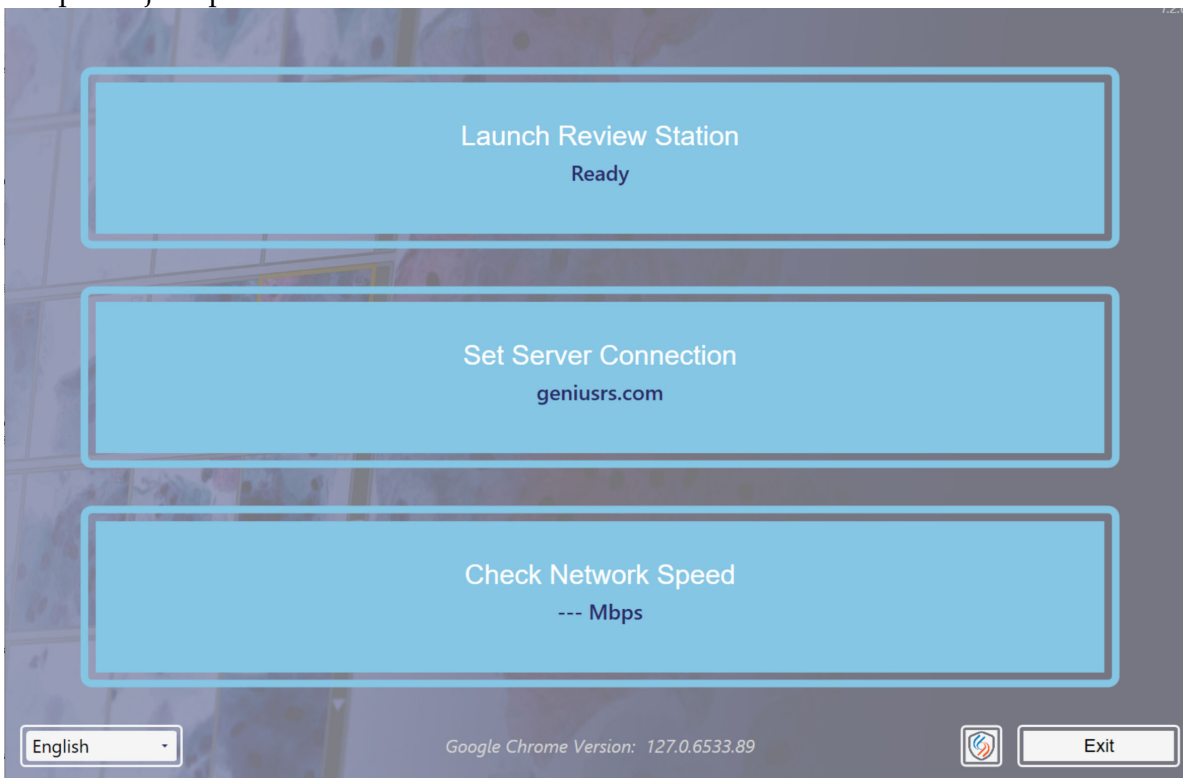 Launch Review Station
Ready
Set Server Connection
geniusrs.com
Check Network Speed
--- Mbps
English
Google Chrome Version: 127.0.6533.89
Exit